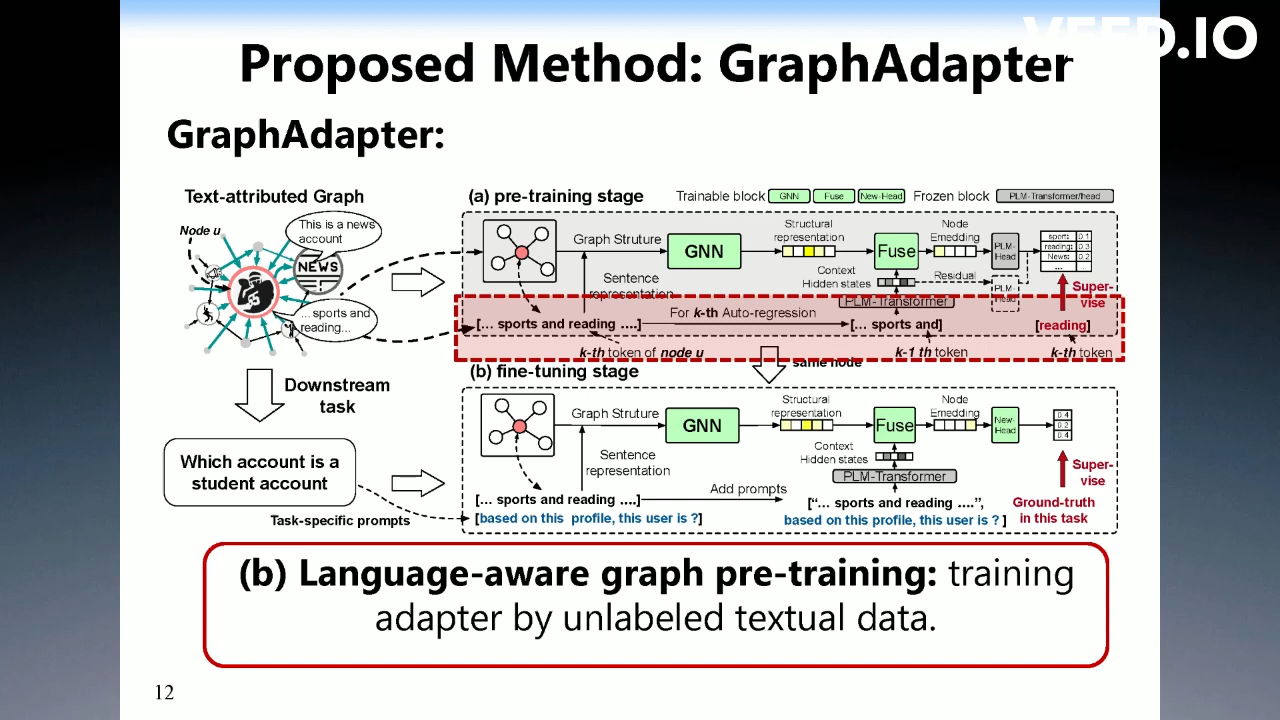 VEED.IO
Proposed Method: GraphAdapter
GraphAdapter:
Text-attributed Graph
Node u
This is a news
account
NEWS
... sports and
reading...
Downstream
task
Which account is a
student account
Task-specific prompts
(a) pre-training stage
Trainable block
GNN
Fuse
New-Head
Frozen block
PLM-Transformer/head
Graph Struture
GNN
Structural
representation
Fuse
Node
Emedding
PLM-
Head
sport: 0.1
reading: 0.3
News: 0.2
... ...
Sentence
representation
Context
Hidden states
Residual
PLM-
Head
Super-
vise
PLM-Transformer
For k-th Auto-regression
[... sports and reading ....]
[... sports and]
[reading]
k-th token of node u
k-1 th token
k-th token
same node
(b) fine-tuning stage
Graph Struture
GNN
Structural
representation
Fuse
Node
Emedding
New-
Head
0.4
0.2
0.4
Sentence
representation
Context
Hidden states
PLM-Transformer
Super-
vise
Add prompts
[... sports and reading ....]
[based on this profile, this user is ?]
[“... sports and reading ....”,
based on this profile, this user is ? ]
Ground-truth
in this task
(b) Language-aware graph pre-training: training
adapter by unlabeled textual data.
12